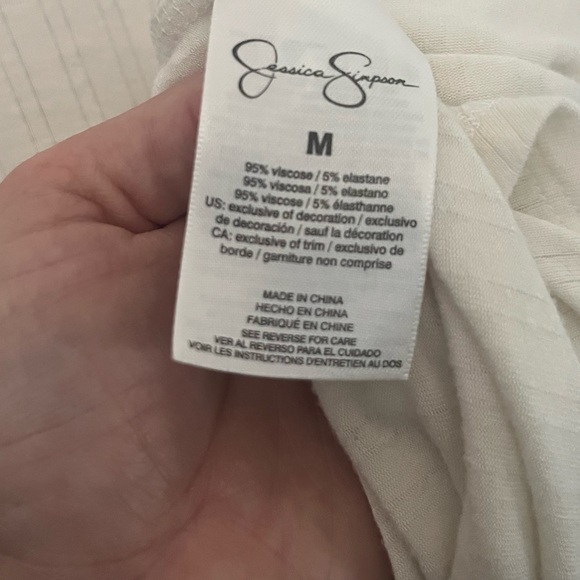 Jessica Simpson
M
95% viscose / 5% elastane
95% viscosa / 5% elastano
95% viscose / 5% élasthanne
US: exclusive of decoration / exclusivo
de decoración / sauf la décoration
CA: exclusive of trim / exclusivo de
borde / garniture non comprise
MADE IN CHINA
HECHO EN CHINA
FABRIQUÉ EN CHINE
SEE REVERSE FOR CARE
VER AL REVERSO PARA EL CUIDADO
VOIR LES INSTRUCTIONS D'ENTRETIEN AU DOS